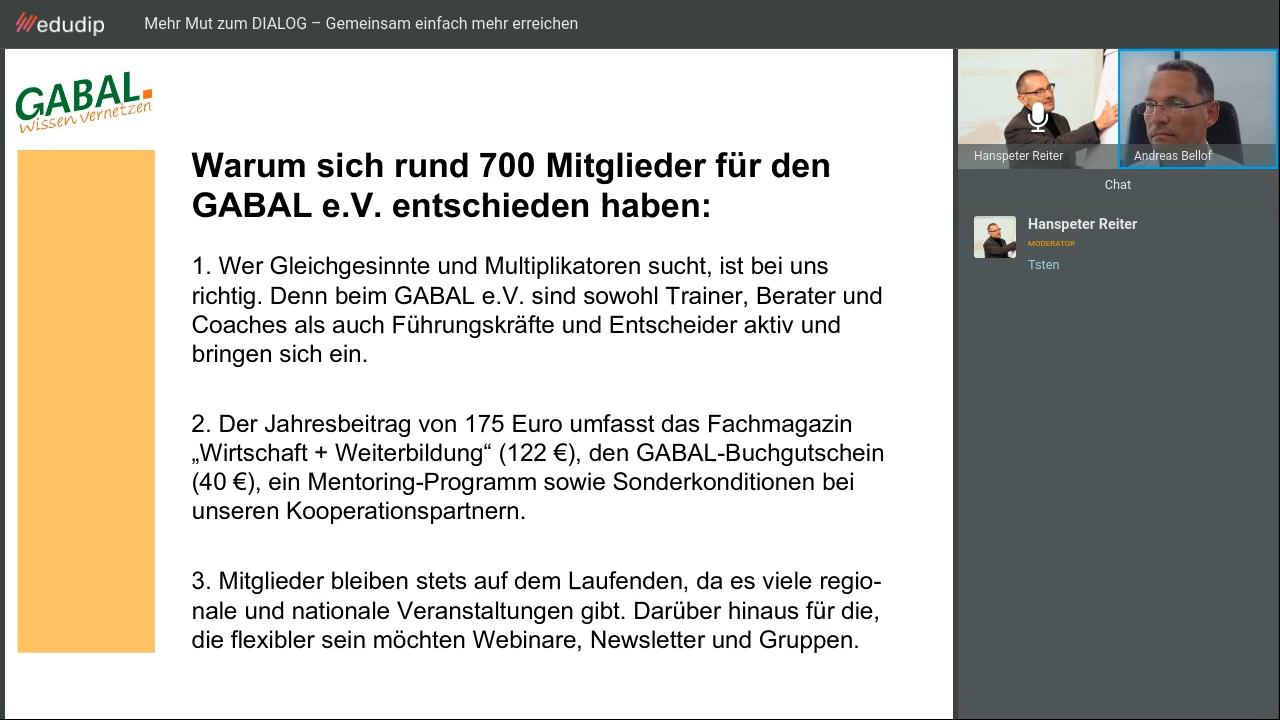 edudip
Mehr Mut zum DIALOG – Gemeinsam einfach mehr erreichen
GABAL
Wissen vernetzen
Warum sich rund 700 Mitglieder für den
GABAL e.V. entschieden haben:
1. Wer Gleichgesinnte und Multiplikatoren sucht, ist bei uns
richtig. Denn beim GABAL e.V. sind sowohl Trainer, Berater und
Coaches als auch Führungskräfte und Entscheider aktiv und
bringen sich ein.
2. Der Jahresbeitrag von 175 Euro umfasst das Fachmagazin
„Wirtschaft + Weiterbildung“ (122 €), den GABAL-Buchgutschein
(40 €), ein Mentoring-Programm sowie Sonderkonditionen bei
unseren Kooperationspartnern.
3. Mitglieder bleiben stets auf dem Laufenden, da es viele regio-
nale und nationale Veranstaltungen gibt. Darüber hinaus für die,
die flexibler sein möchten Webinare, Newsletter und Gruppen.
Hanspeter Reiter
Andreas Bellof
Chat
Hanspeter Reiter
MODERATOR
Tsten